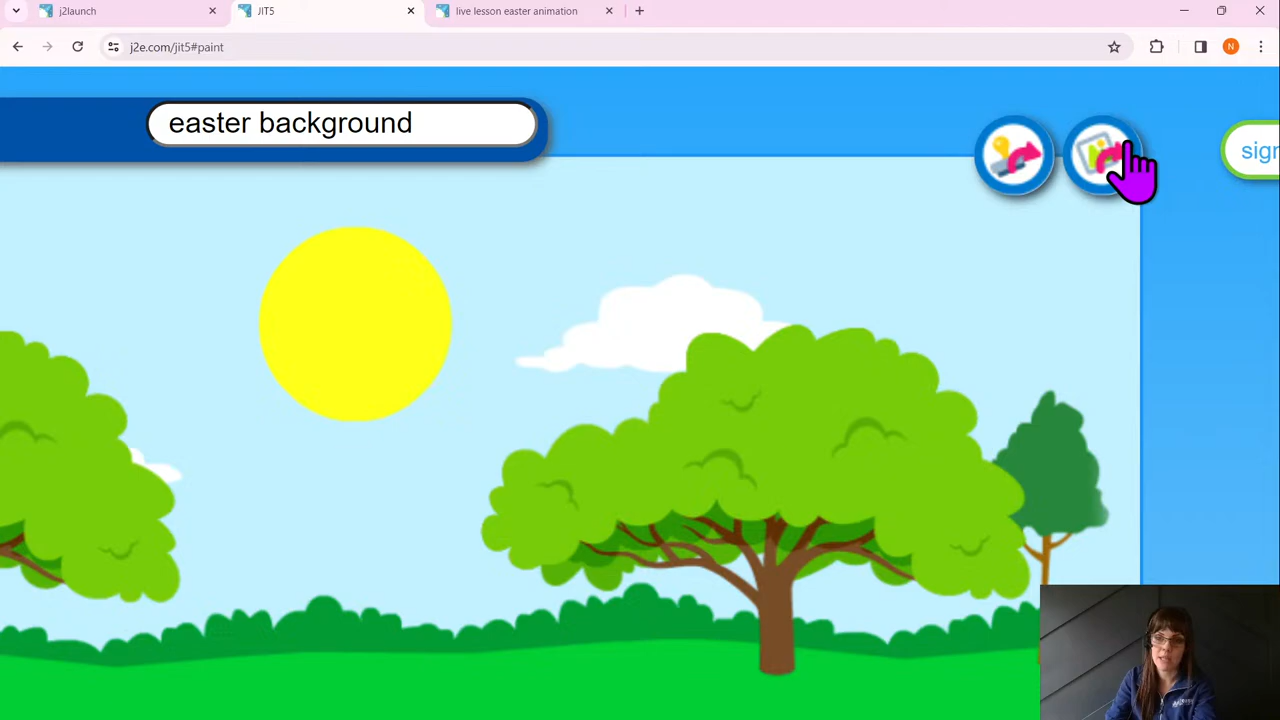 j2launch
JIT5
live lesson easter animation
j2e.com/jit5#paint
N
easter background
sign